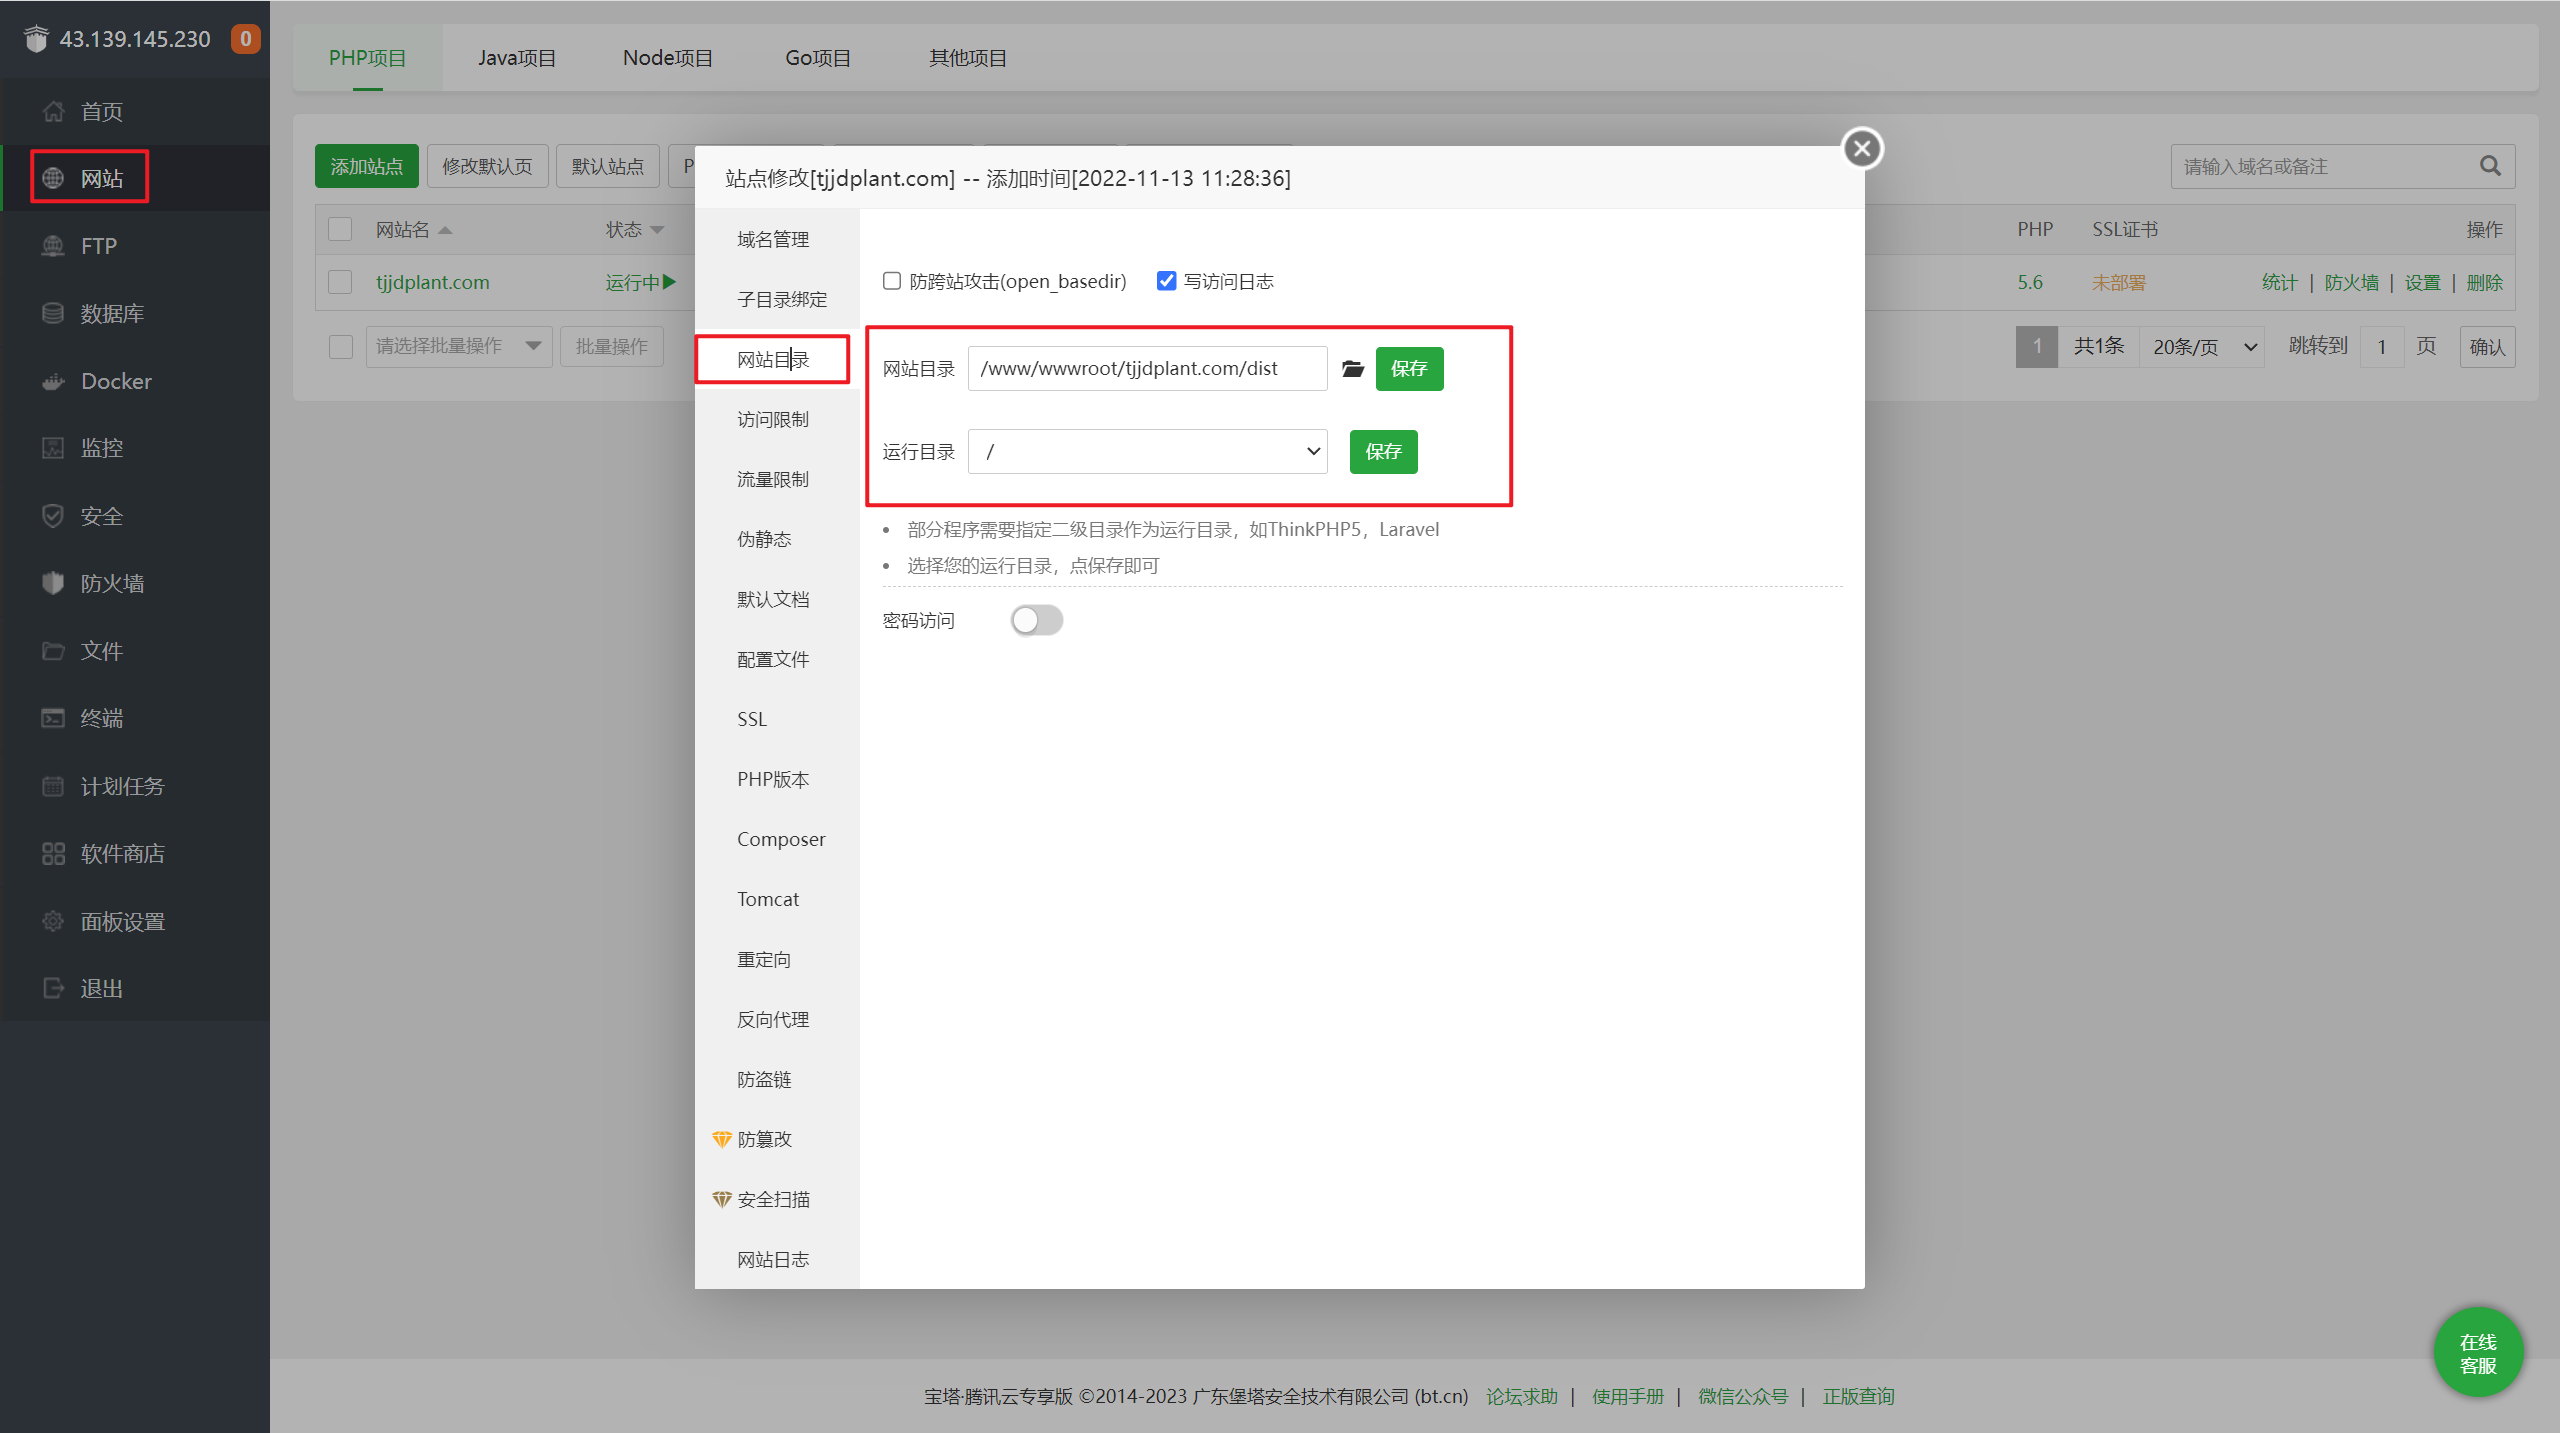 43.139.145.230 0
首页
网站
FTP
数据库
Docker
监控
安全
防火墙
文件
终端
计划任务
软件商店
面板设置
退出
PHP项目 Java项目 Node项目 Go项目 其他项目
添加站点 修改默认页 默认站点 P
请输入域名或备注
网站名 状态 PHP SSL证书 操作
tjjdplant.com 运行中 5.6 未部署 统计 | 防火墙 | 设置 | 删除
请选择批量操作 批量操作 1 共1条 20条/页 跳转到 1 页 确认
站点修改[tjjdplant.com] -- 添加时间[2022-11-13 11:28:36]
域名管理
子目录绑定
网站目录
访问限制
流量限制
伪静态
默认文档
配置文件
SSL
PHP版本
Composer
Tomcat
重定向
反向代理
防盗链
防篡改
安全扫描
网站日志
防跨站攻击(open_basedir) 写访问日志
网站目录 /www/wwwroot/tjjdplant.com/dist 保存
运行目录 / 保存
部分程序需要指定二级目录作为运行目录，如ThinkPHP5，Laravel
选择您的运行目录，点保存即可
密码访问
在线
客服
宝塔·腾讯云专享版 ©2014-2023 广东堡塔安全技术有限公司 (bt.cn) 论坛求助 | 使用手册 | 微信公众号 | 正版查询